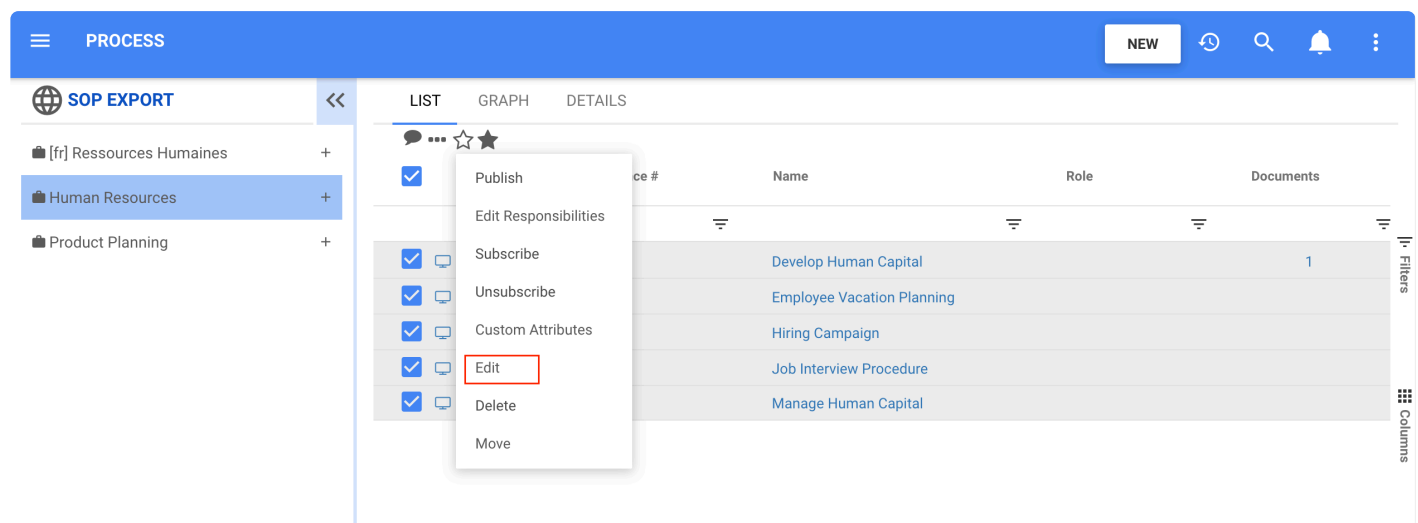 PROCESS
NEW
SOP EXPORT
LIST GRAPH DETAILS
[fr] Ressources Humaines +
Human Resources +
Product Planning +
ce # Name Role Documents
Publish
Edit Responsibilities
Subscribe
Unsubscribe
Custom Attributes
Edit
Delete
Move
Develop Human Capital 1
Employee Vacation Planning
Hiring Campaign
Job Interview Procedure
Manage Human Capital
Filters
Columns